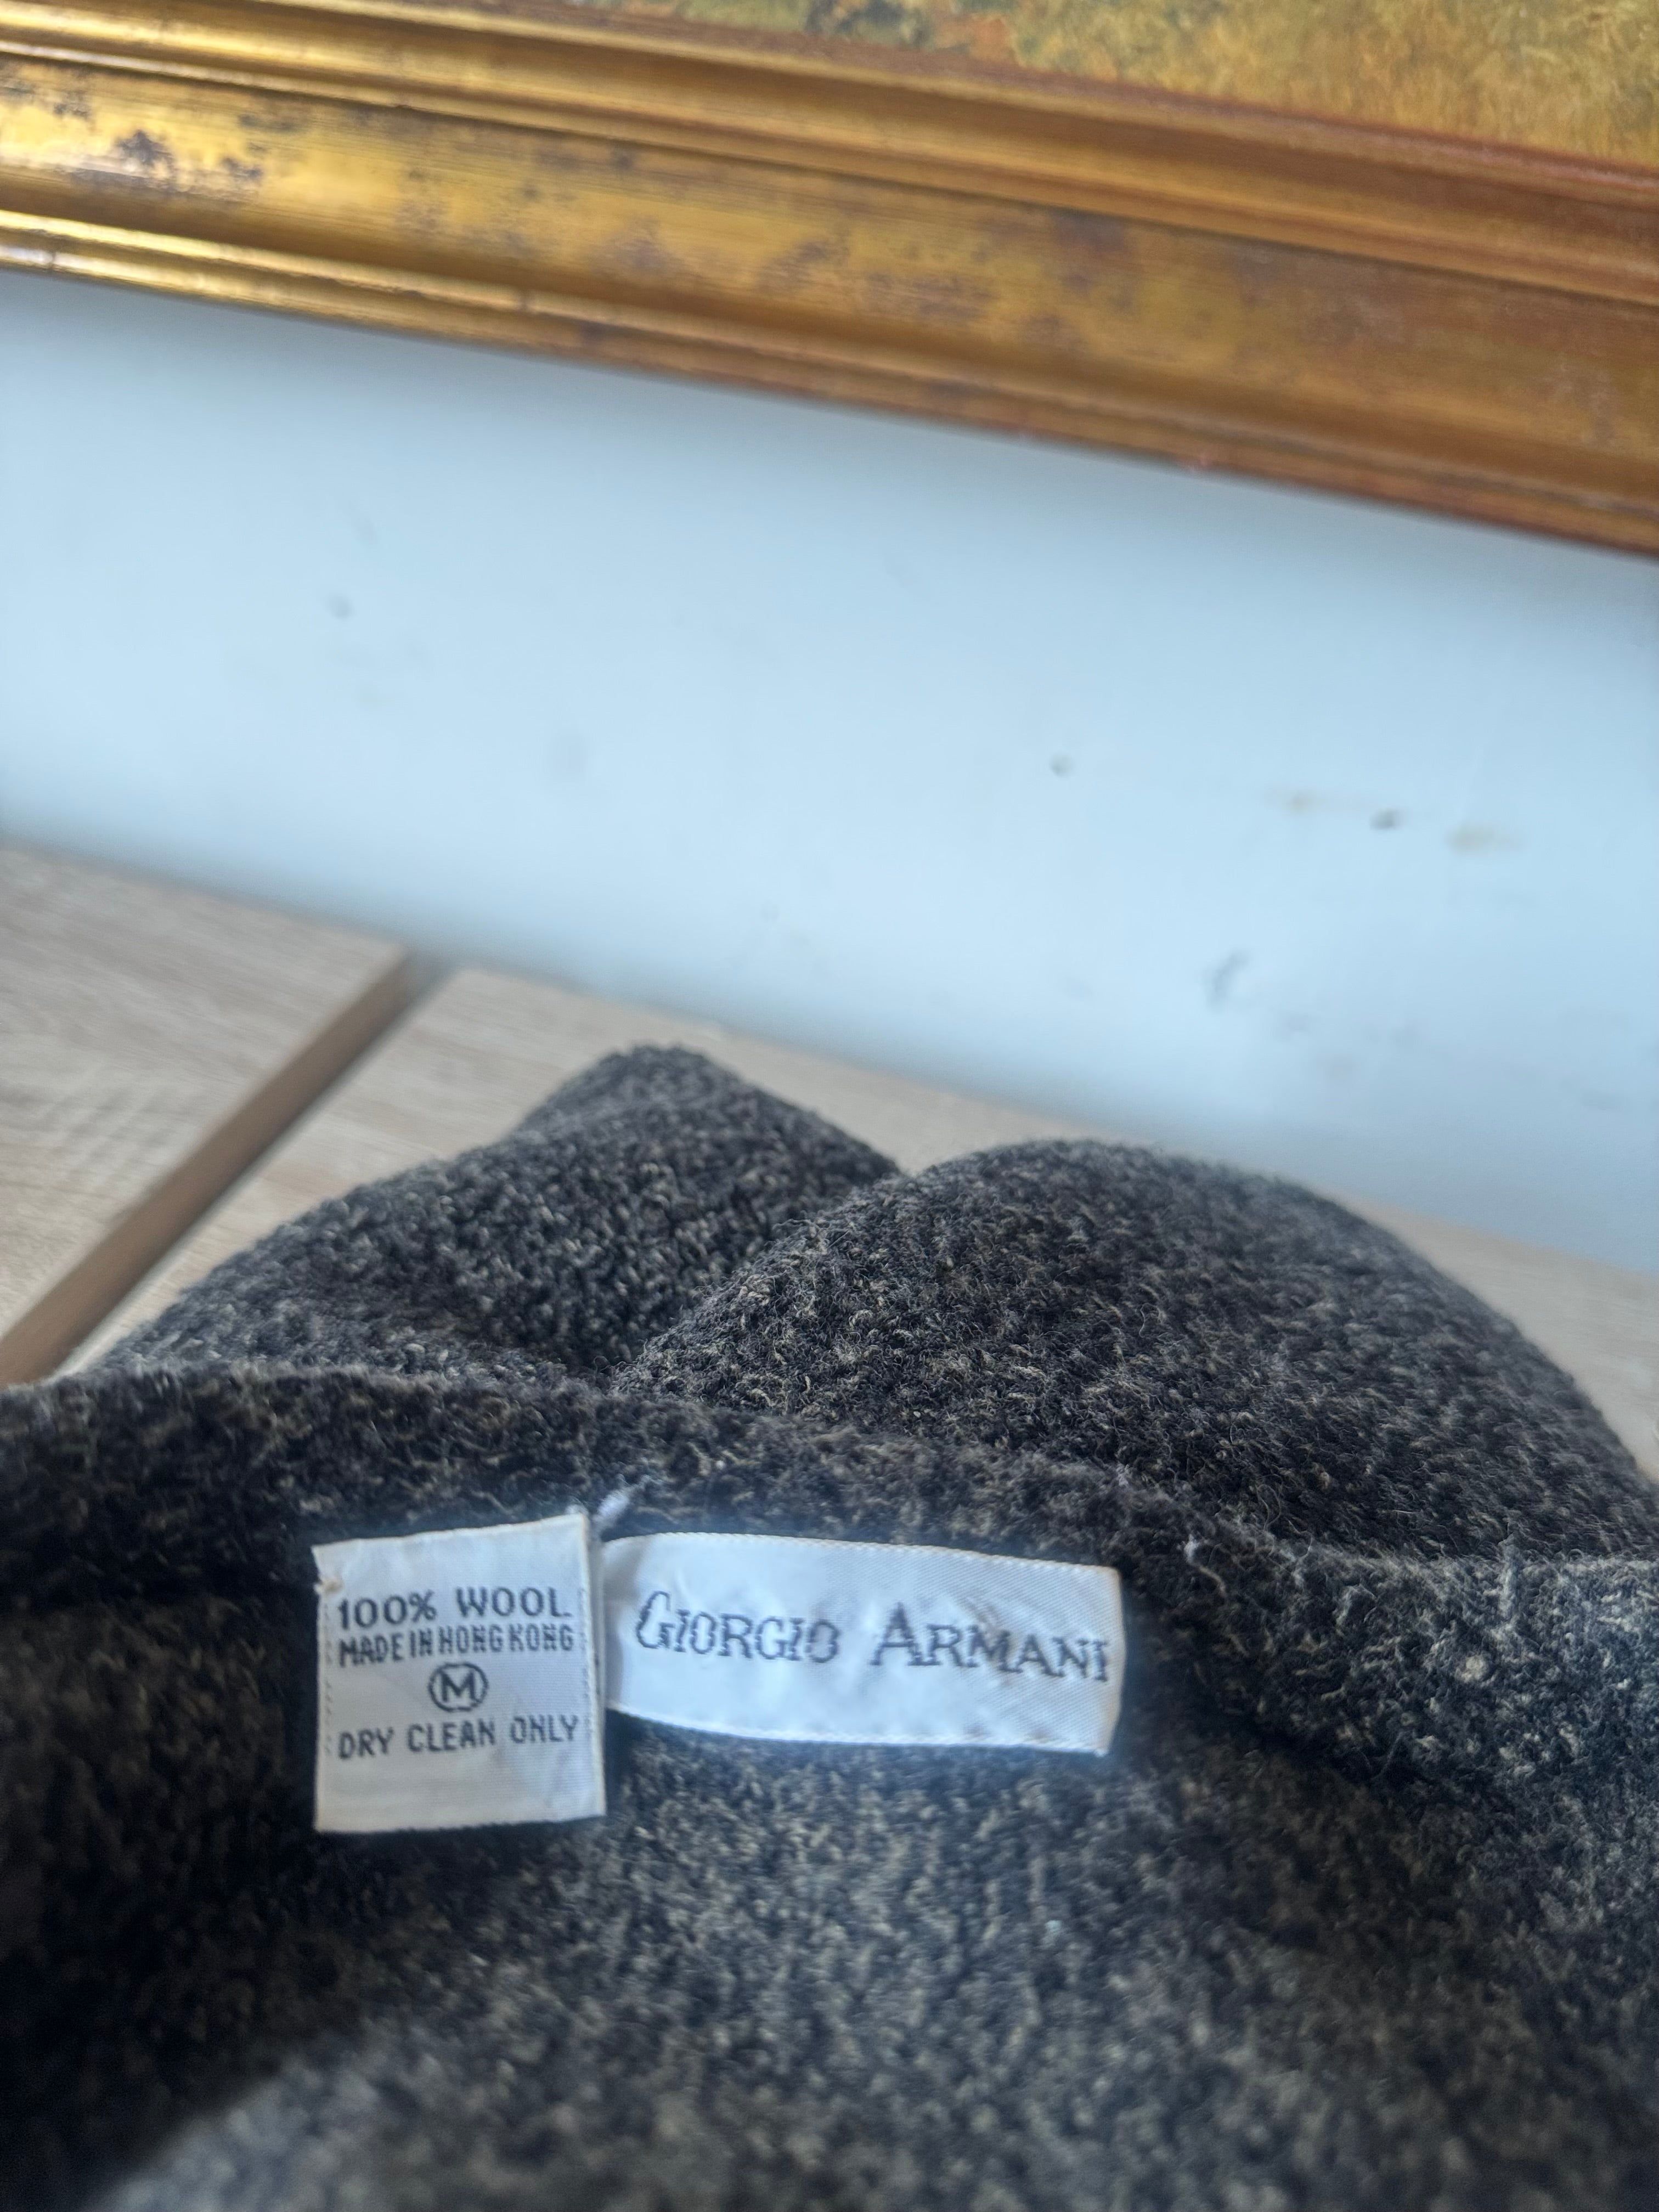 100% WOOL
MADE IN HONG KONG
M
DRY CLEAN ONLY
GIORGIO ARMANI